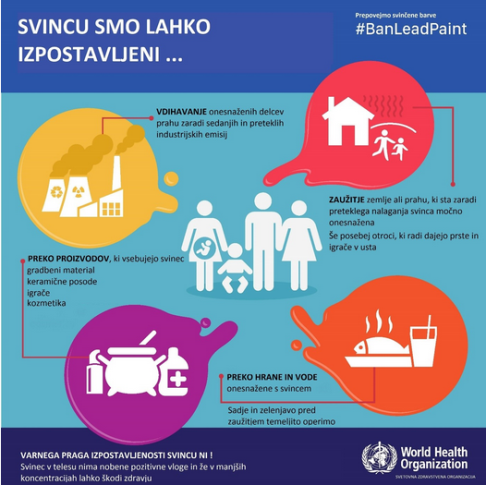 SVINCU SMO LAHKO
IZPOSTAVLJENI ...
Prepovejmo svinčene barve
#BanLeadPaint
VDIHAVANJE onesnaženih delcev
prahu zaradi sedanjih in preteklih
industrijskih emisij
ZAUŽITJE zemlje ali prahu, ki sta zaradi
preteklega nalaganja svinca močno
onesnažena
Še posebej otroci, ki radi dajejo prste in
igrače v usta
PREKO PROIZVODOV, ki vsebujejo svinec
gradbeni material
keramične posode
igrače
kozmetika
PREKO HRANE IN VODE
onesnažene s svincem
Sadje in zelenjavo pred
zaužitjem temeljito operimo
VARNEGA PRAGA IZPOSTAVLJENOSTI SVINCU NI !
Svinec v telesu nima nobene pozitivne vloge in že v manjših
koncentracijah lahko škodi zdravju
World Health
Organization
SVETOVNA ZDRAVSTVENA ORGANIZACIJA